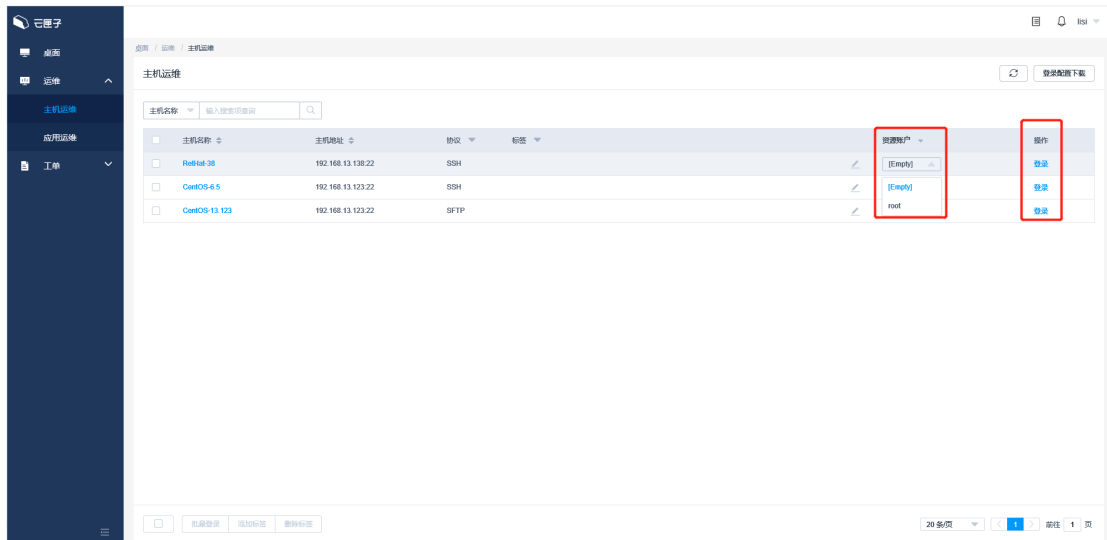 云匣子
lisi
桌面
运维
主机运维
应用运维
工单
桌面 / 运维 / 主机运维
主机运维
登录配置下载
主机名称 输入搜索项查询
主机名称 主机地址 协议 标签 资源账户 操作
RetHat-38 192.168.13.138:22 SSH [Empty] 登录
CentOS-6.5 192.168.13.123:22 SSH [Empty] 登录
CentOS-13.123 192.168.13.123:22 SFTP root 登录
批量登录 添加标签 删除标签
20 条/页 1 前往 1 页